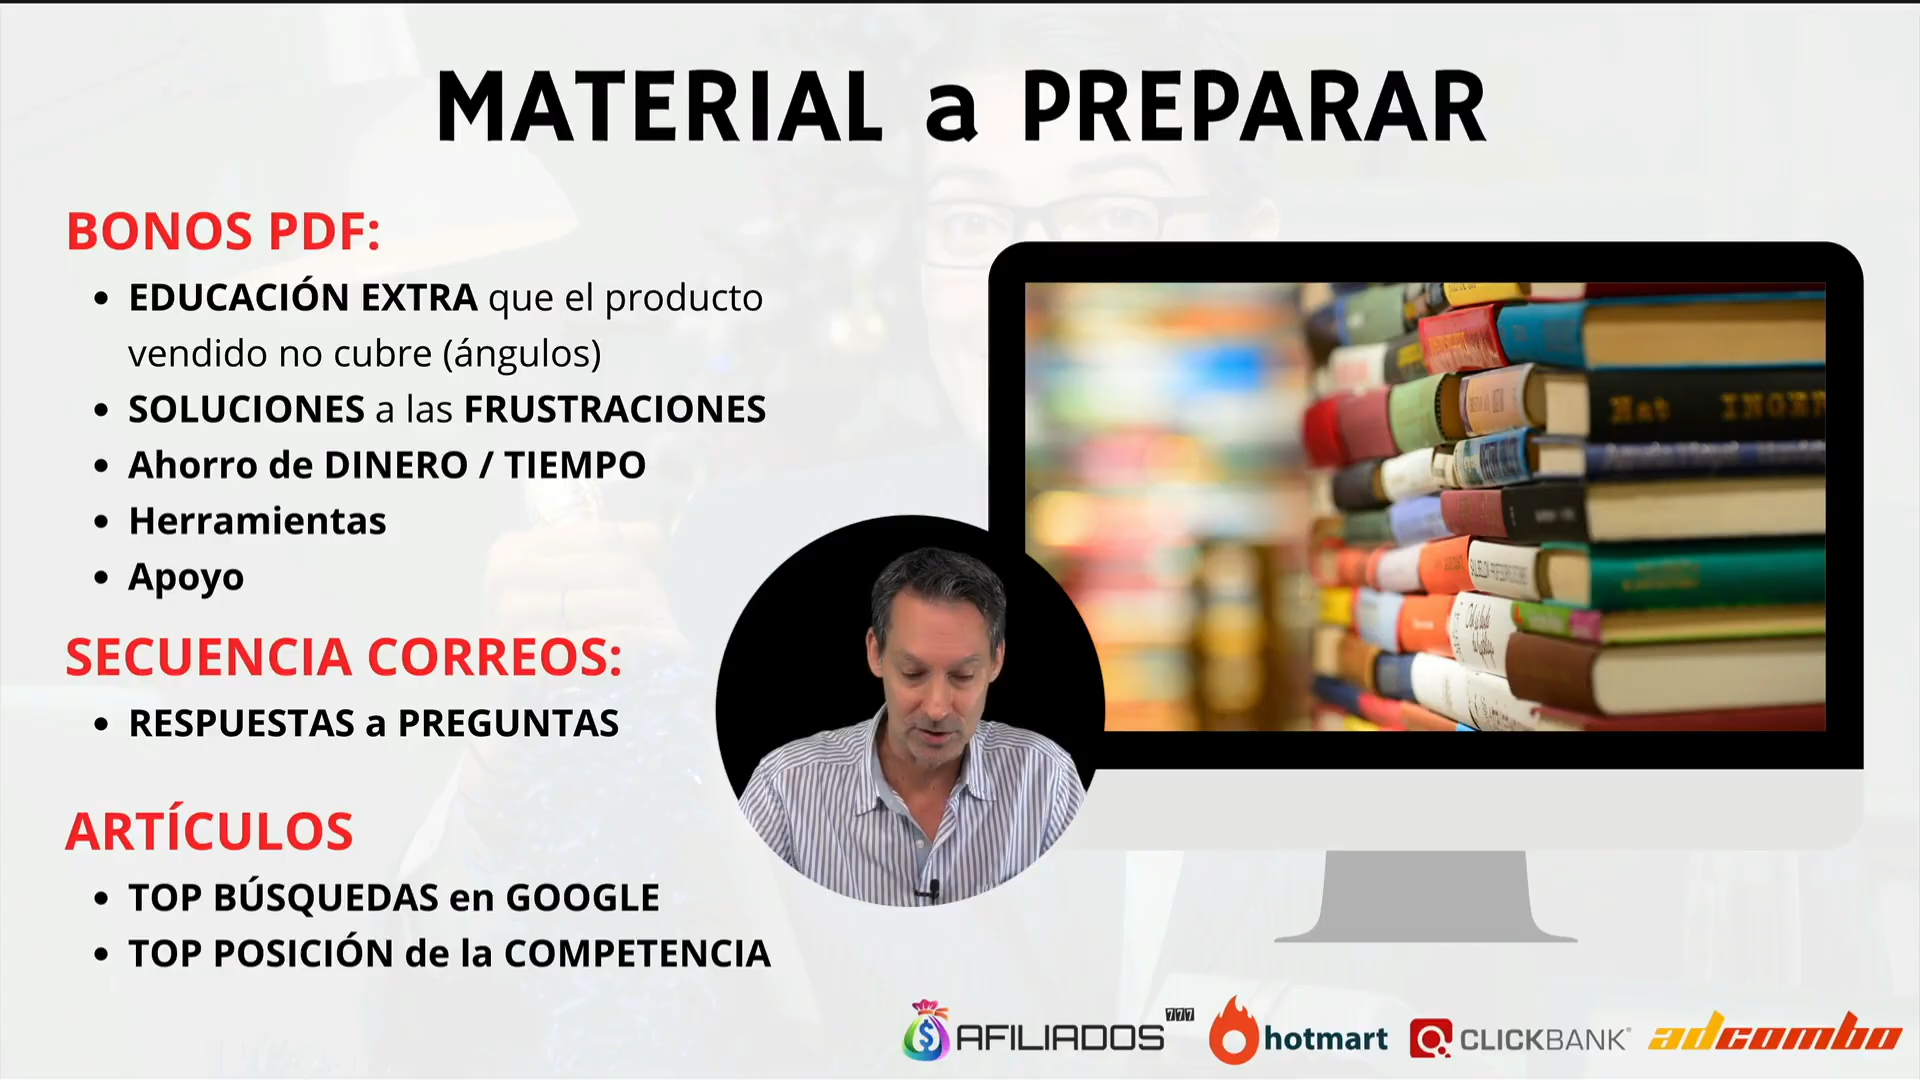 MATERIAL a PREPARAR
BONOS PDF:
• EDUCACIÓN EXTRA que el producto
vendido no cubre (ángulos)
• SOLUCIONES a las FRUSTRACIONES
• Ahorro de DINERO / TIEMPO
• Herramientas
• Apoyo
SECUENCIA CORREOS:
• RESPUESTAS a PREGUNTAS
ARTÍCULOS
• TOP BÚSQUEDAS en GOOGLE
• TOP POSICIÓN de la COMPETENCIA
$ AFILIADOS 777 hotmart CLICKBANK® adcombo